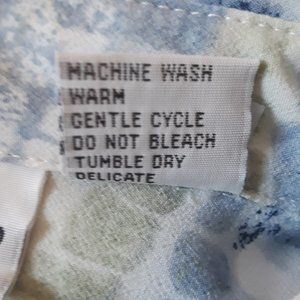 MACHINE WASH
WARM
GENTLE CYCLE
DO NOT BLEACH
TUMBLE DRY
DELICATE